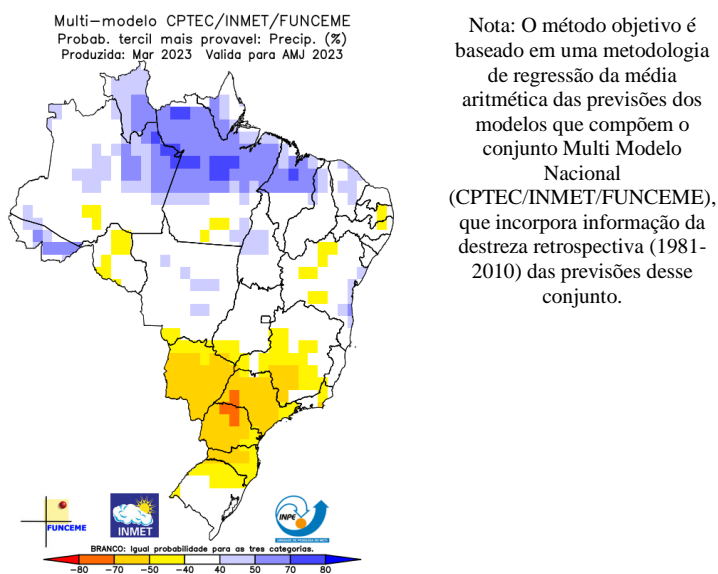 Multi-modelo CPTEC/INMET/FUNCEME
Probab. tercil mais provavel: Precip. (%)
Produzida: Mar 2023 Valida para AMJ 2023
Nota: O método objetivo é
baseado em uma metodologia
de regressão da média
aritmética das previsões dos
modelos que compõem o
conjunto Multi Modelo
Nacional
(CPTEC/INMET/FUNCEME),
que incorpora informação da
destreza retrospectiva (1981-
2010) das previsões desse
conjunto.
FUNCEME
INMET
INPE
BRANCO: Igual probabilidade para as tres categorias.
-80 -70 -50 -40 40 50 70 80